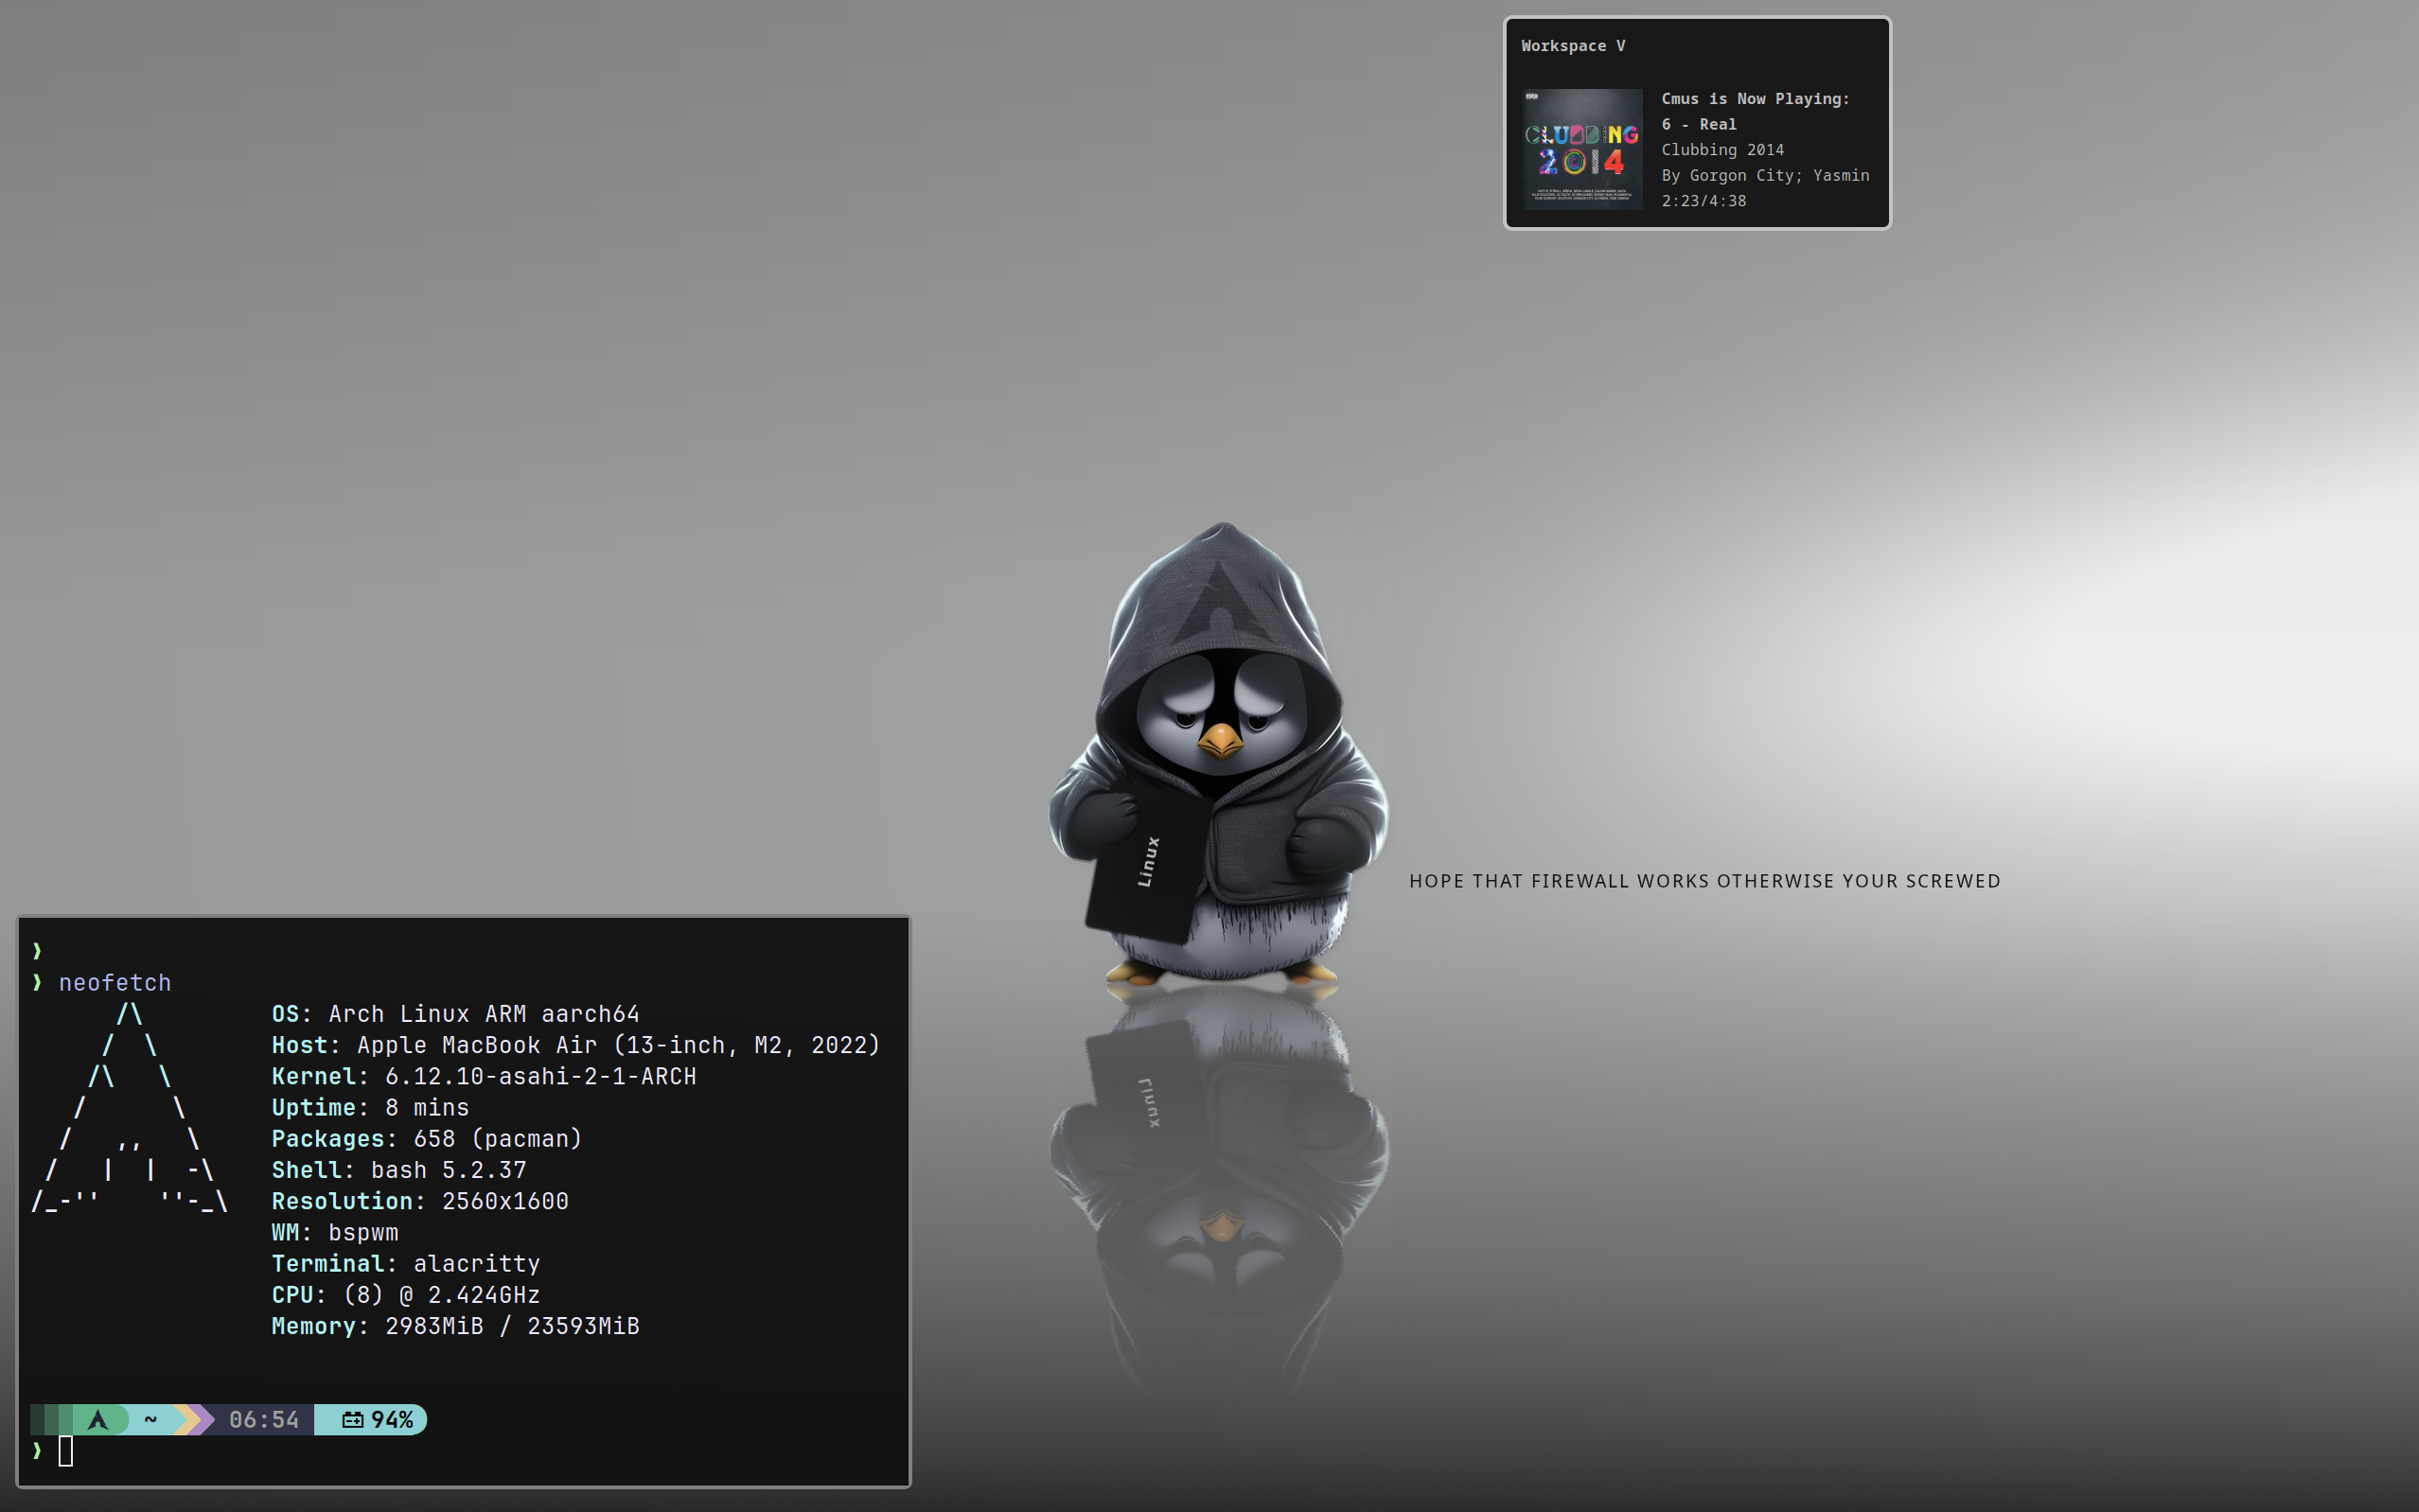 Workspace V
CLUBBING
2014
Cmus is Now Playing:
6 - Real
Clubbing 2014
By Gorgon City; Yasmin
2:23/4:38
Linux
HOPE THAT FIREWALL WORKS OTHERWISE YOUR SCREWED
❱
❱ neofetch
OS: Arch Linux ARM aarch64
Host: Apple MacBook Air (13-inch, M2, 2022)
Kernel: 6.12.10-asahi-2-1-ARCH
Uptime: 8 mins
Packages: 658 (pacman)
Shell: bash 5.2.37
Resolution: 2560x1600
WM: bspwm
Terminal: alacritty
CPU: (8) @ 2.424GHz
Memory: 2983MiB / 23593MiB
~ 06:54 94%
❱